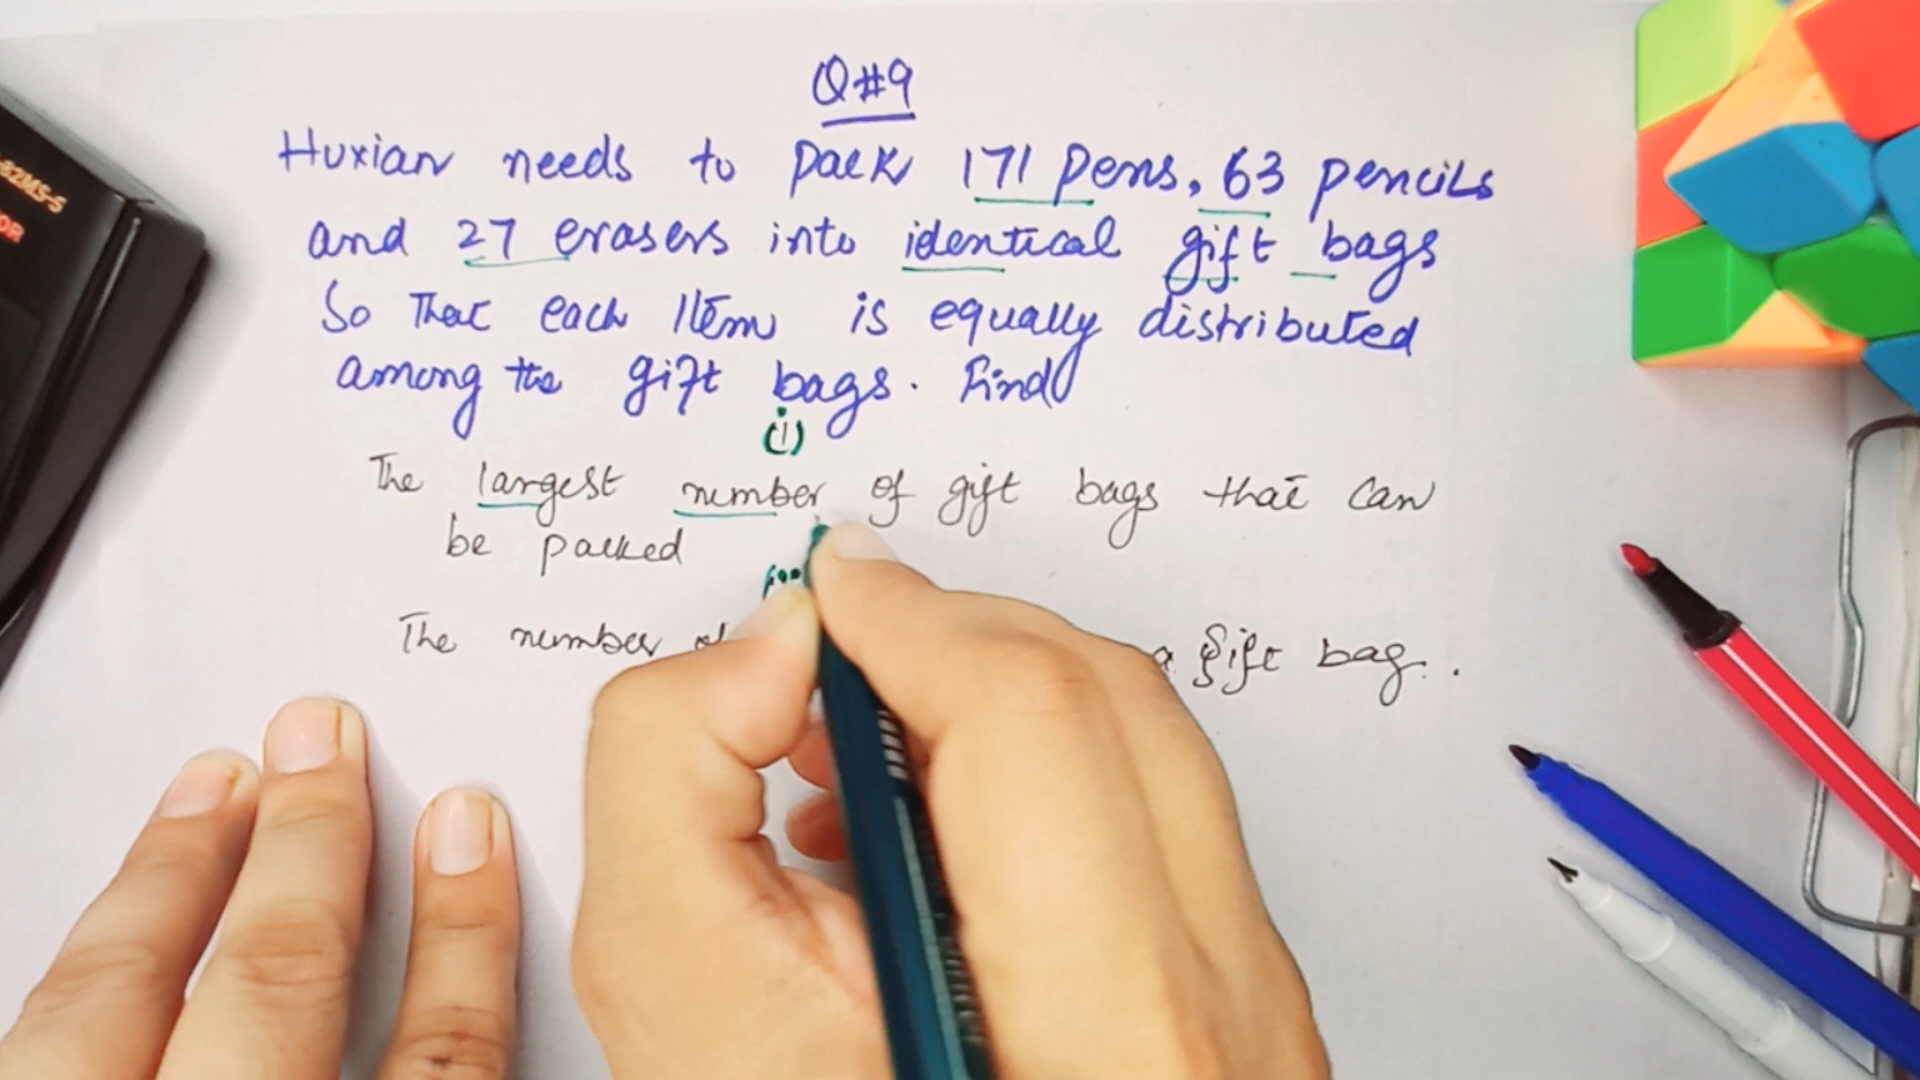 Q#9
Huxian needs to pack 171 pens, 63 pencils
and 27 erasers into identical gift bags
So that each item is equally distributed
among the gift bags. Find
(i)
The largest number of gift bags that can
be packed
The number of
a gift bag.